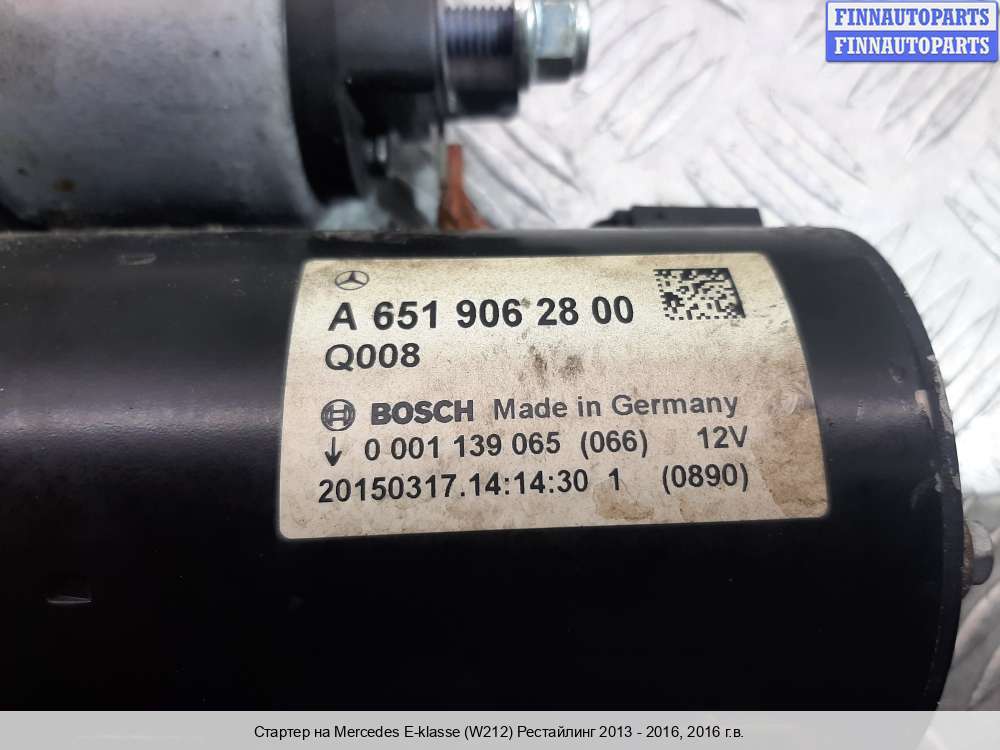 FINNAUTOPARTS
FINNAUTOPARTS
A 651 906 28 00
Q008
BOSCH Made in Germany
↓ 0 001 139 065 (066) 12V
20150317.14:14:30 1 (0890)
Стартер на Mercedes E-klasse (W212) Рестайлинг 2013 - 2016, 2016 г.в.